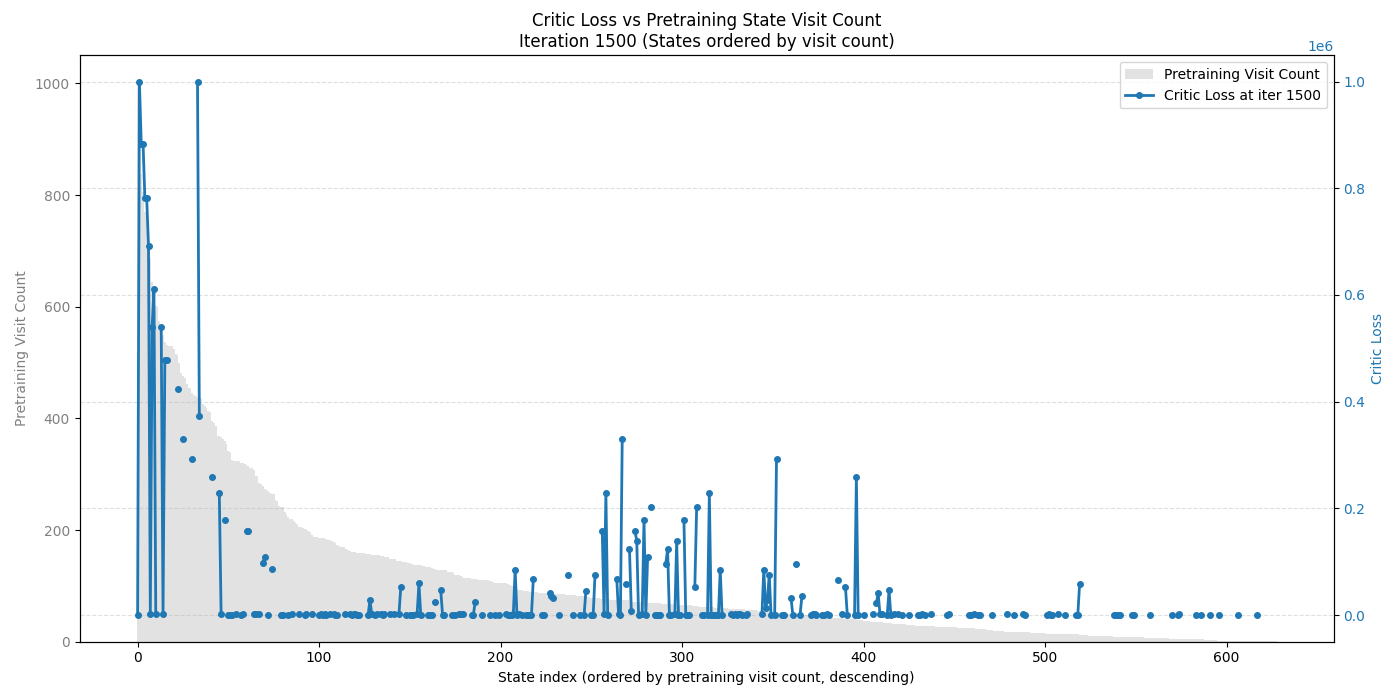 Critic Loss vs Pretraining State Visit Count
Iteration 1500 (States ordered by visit count)
1e6
Pretraining Visit Count
Critic Loss at iter 1500
1000
800
600
400
200
0
Pretraining Visit Count
1.0
0.8
0.6
0.4
0.2
0.0
Critic Loss
0 100 200 300 400 500 600
State index (ordered by pretraining visit count, descending)